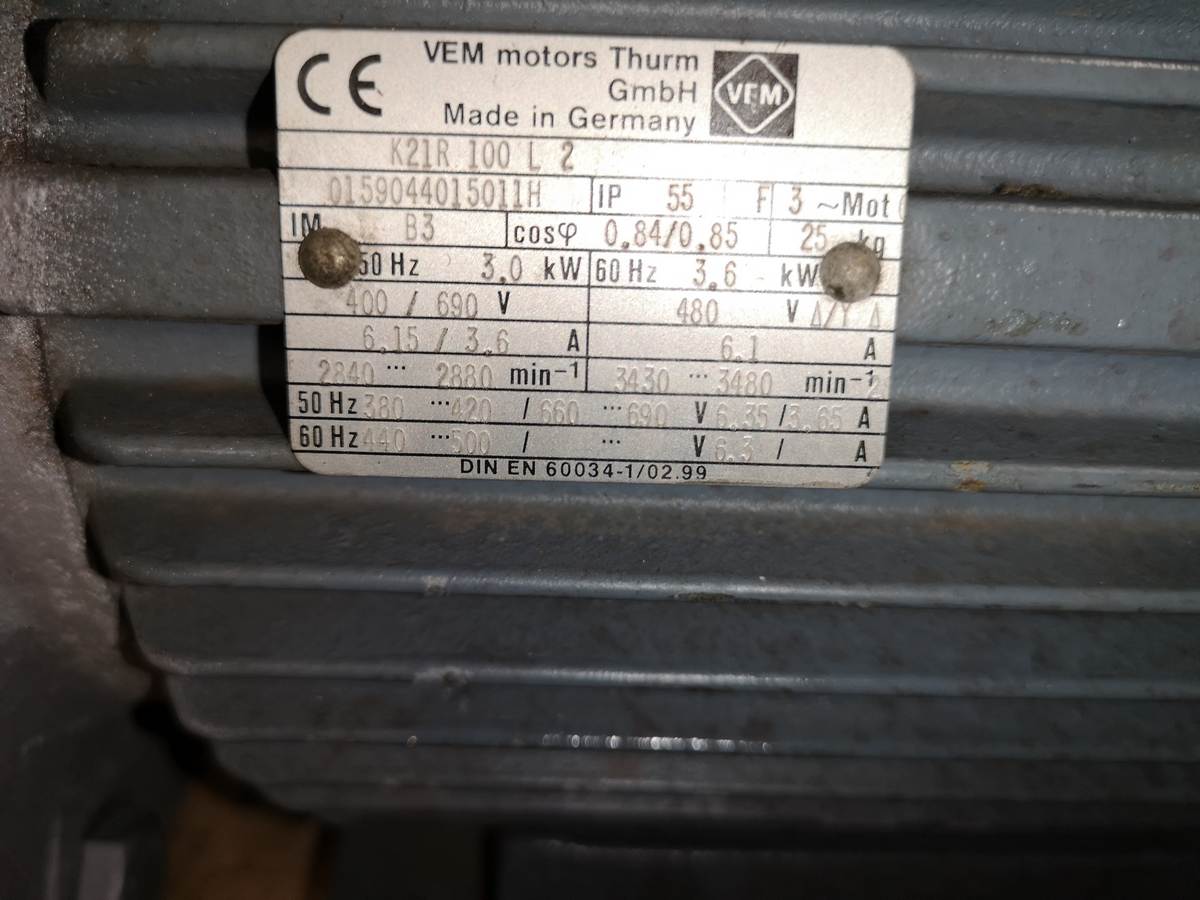 CE VEM motors Thurm
GmbH VEM
Made in Germany
K21R 100 L 2
0159044015011H IP 55 F 3 ~Mot
IM B3 cosφ 0.84/0.85 25 kg
50 Hz 3.0 kW 60 Hz 3.6 kW
400 / 690 V 480 V Δ/Y Δ
6.15 / 3.6 A 6.1 A
2840 ... 2880 min-1 3430 ... 3480 min-1
50 Hz 380 ...420 / 660 ...690 V 6.35 /3.65 A
60 Hz 440 ...500 / ... V 6.3 / A
DIN EN 60034-1/02.99